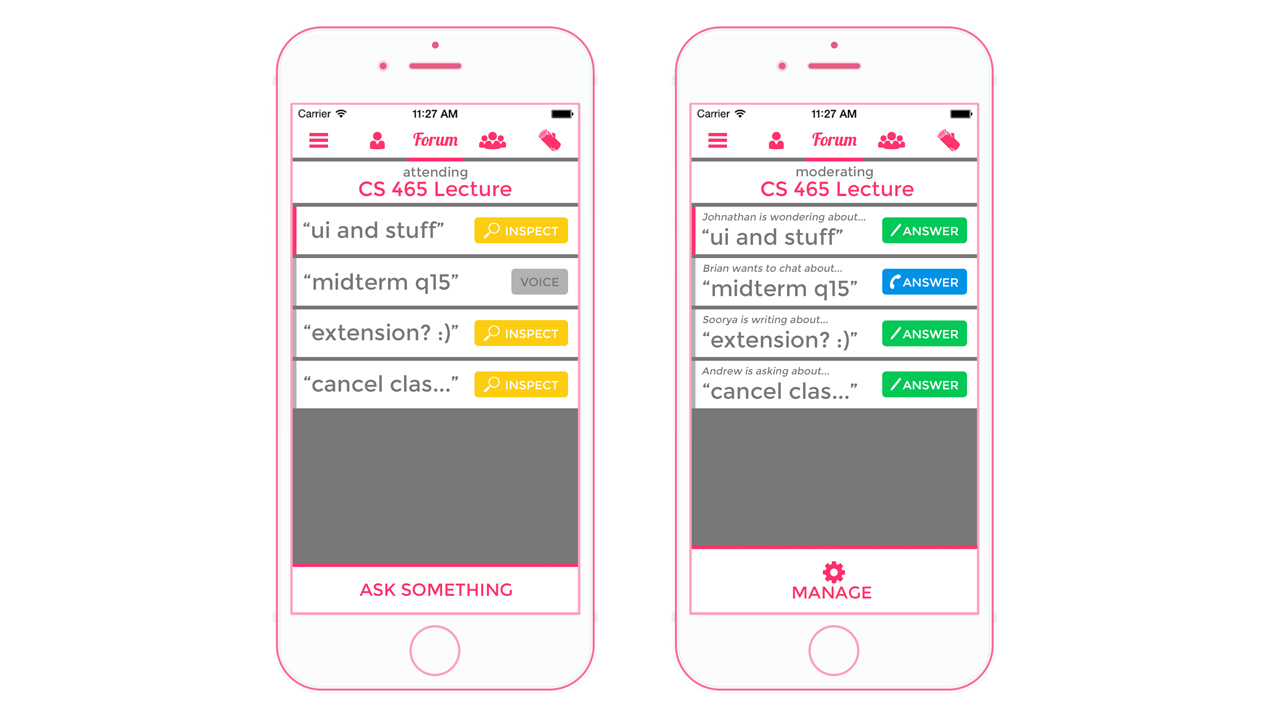 Carrier 11:27 AM
Forum
attending
CS 465 Lecture
“ui and stuff” INSPECT
“midterm q15” VOICE
“extension? :)” INSPECT
“cancel clas...” INSPECT
ASK SOMETHING
Carrier 11:27 AM
Forum
moderating
CS 465 Lecture
Johnathan is wondering about...
“ui and stuff” ANSWER
Brian wants to chat about...
“midterm q15” ANSWER
Soorya is writing about...
“extension? :)” ANSWER
Andrew is asking about...
“cancel clas...” ANSWER
MANAGE